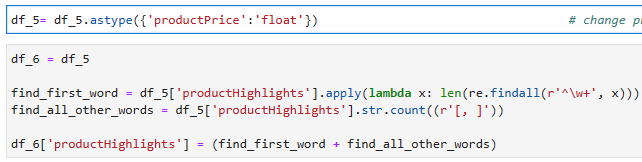 df_5= df_5.astype({'productPrice':'float'}) # change
df_6 = df_5
find_first_word = df_5['productHighlights'].apply(lambda x: len(re.findall(r'^\w+', x)))
find_all_other_words = df_5['productHighlights'].str.count((r'[, ]'))
df_6['productHighlights'] = (find_first_word + find_all_other_words)